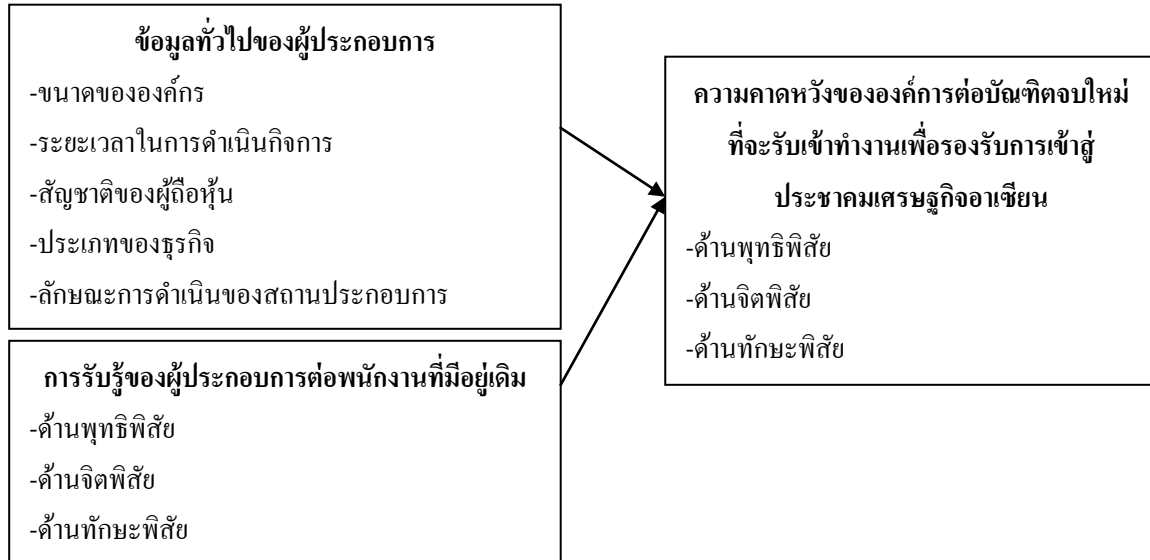 ข้อมูลทั่วไปของผู้ประกอบการ
-ขนาดขององค์กร
-ระยะเวลาในการดำเนินกิจการ
-สัญชาติของผู้ถือหุ้น
-ประเภทของธุรกิจ
-ลักษณะการดำเนินของสถานประกอบการ
การรับรู้ของผู้ประกอบการต่อพนักงานที่มีอยู่เดิม
-ด้านพุทธิพิสัย
-ด้านจิตพิสัย
-ด้านทักษะพิสัย
ความคาดหวังขององค์การต่อบัณฑิตจบใหม่
ที่จะรับเข้าทำงานเพื่อรองรับการเข้าสู่
ประชาคมเศรษฐกิจอาเซียน
-ด้านพุทธิพิสัย
-ด้านจิตพิสัย
-ด้านทักษะพิสัย